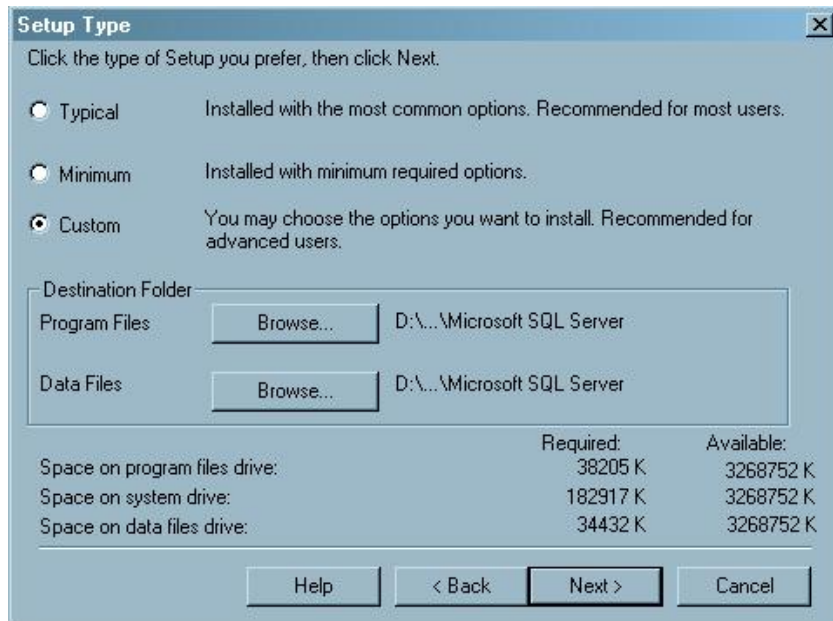 Setup Type
Click the type of Setup you prefer, then click Next.
Typical Installed with the most common options. Recommended for most users.
Minimum Installed with minimum required options.
Custom You may choose the options you want to install. Recommended for
advanced users.
Destination Folder
Program Files Browse... D:\...\Microsoft SQL Server
Data Files Browse... D:\...\Microsoft SQL Server
Required: Available:
Space on program files drive: 38205 K 3268752 K
Space on system drive: 182917 K 3268752 K
Space on data files drive: 34432 K 3268752 K
Help < Back Next > Cancel